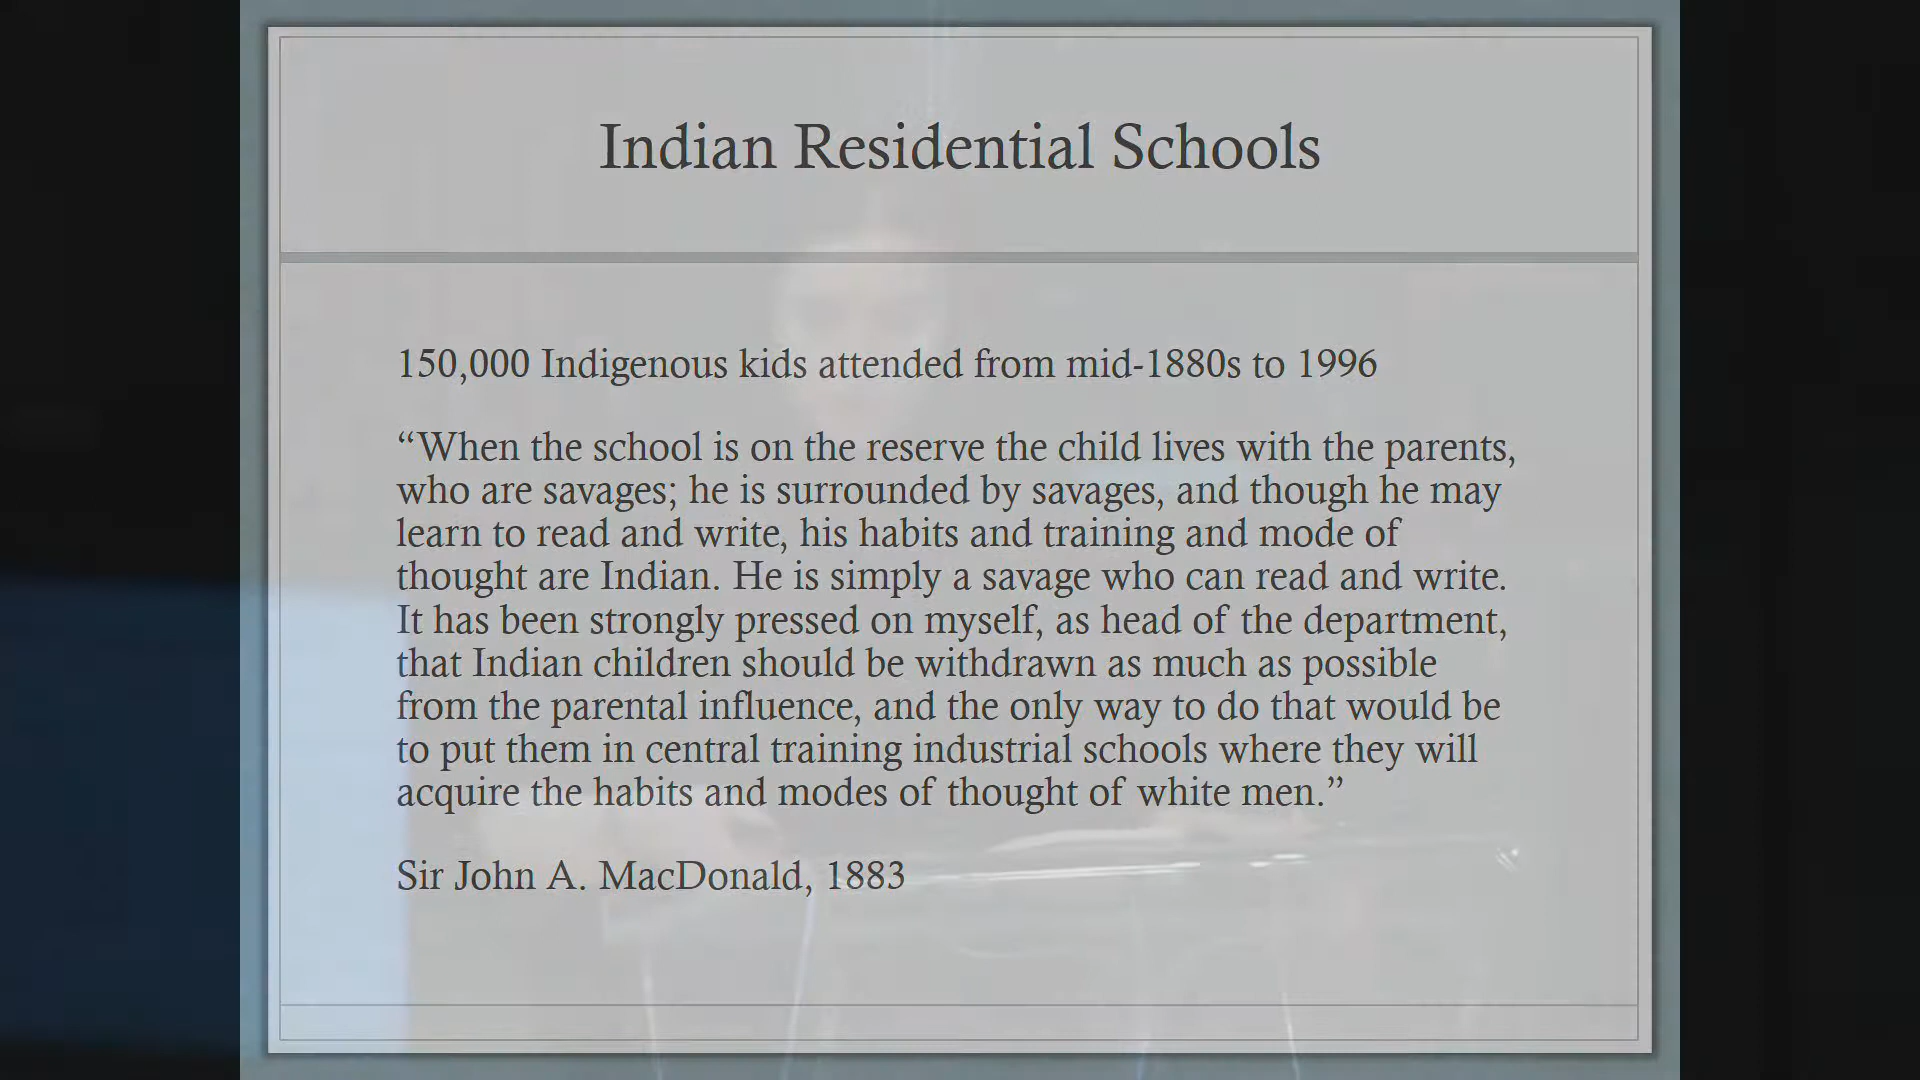 Indian Residential Schools
150,000 Indigenous kids attended from mid-1880s to 1996
“When the school is on the reserve the child lives with the parents,
who are savages; he is surrounded by savages, and though he may
learn to read and write, his habits and training and mode of
thought are Indian. He is simply a savage who can read and write.
It has been strongly pressed on myself, as head of the department,
that Indian children should be withdrawn as much as possible
from the parental influence, and the only way to do that would be
to put them in central training industrial schools where they will
acquire the habits and modes of thought of white men.”
Sir John A. MacDonald, 1883